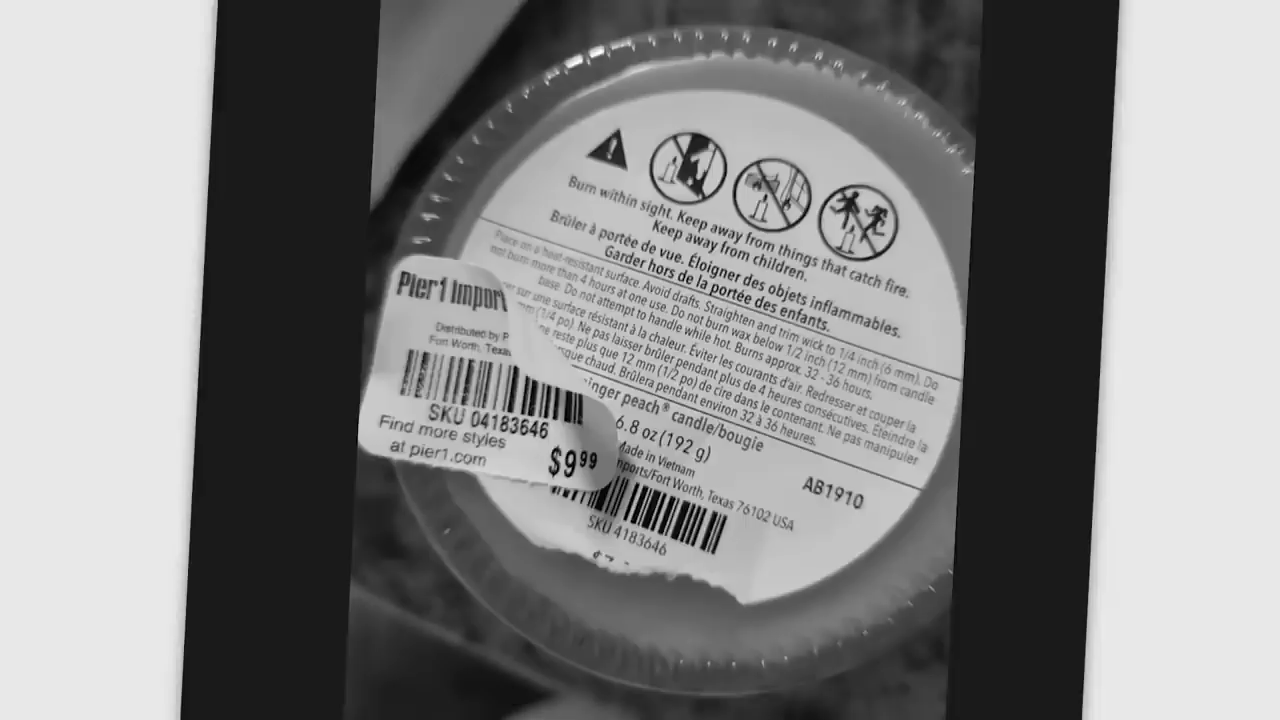 Burn within sight. Keep away from things that catch fire.
Keep away from children.
Brûler à portée de vue. Éloigner des objets inflammables.
Garder hors de la portée des enfants.
Place on a heat-resistant surface. Avoid drafts. Straighten and trim wick to 1/4 inch (6 mm). Do
not burn more than 4 hours at one use. Do not burn wax below 1/2 inch (12 mm) from candle
base. Do not attempt to handle while hot. Burns approx. 32 - 36 hours.
sur une surface résistant à la chaleur. Éviter les courants d'air. Redresser et couper la
(1/4 po). Ne pas laisser brûler pendant plus de 4 heures consécutives. Éteindre la
ne reste plus que 12 mm (1/2 po) de cire dans le contenant. Ne pas manipuler
chaud. Brûlera pendant environ 32 à 36 heures.
inger peach® candle/bougie
6.8 oz (192 g)
Made in Vietnam
mports/Fort Worth, Texas 76102 USA
AB1910
SKU 4183646
Pier1 Import
Distributed by P
Fort Worth, Texas
SKU 04183646
Find more styles
at pier1.com
$9.99